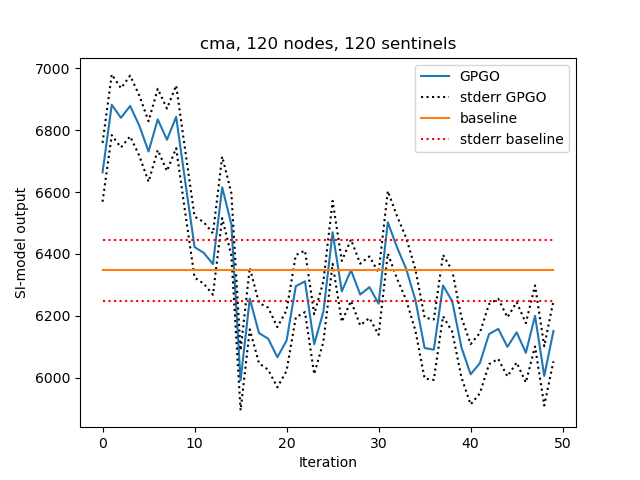 cma, 120 nodes, 120 sentinels
7000
6800
6600
6400
6200
6000
SI-model output
GPGO
stderr GPGO
baseline
stderr baseline
0
10
20
30
40
50
Iteration